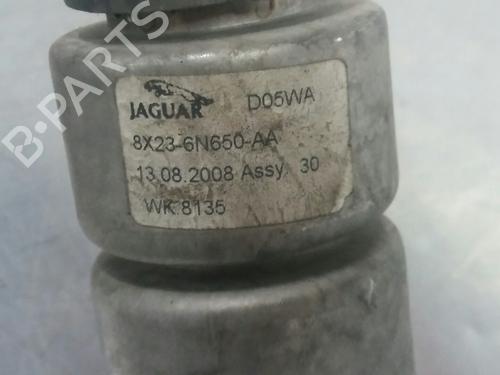 B-PARTS
JAGUAR D05WA
8X23-6N650-AA
13.08.2008 Assy. 30
WK 8135